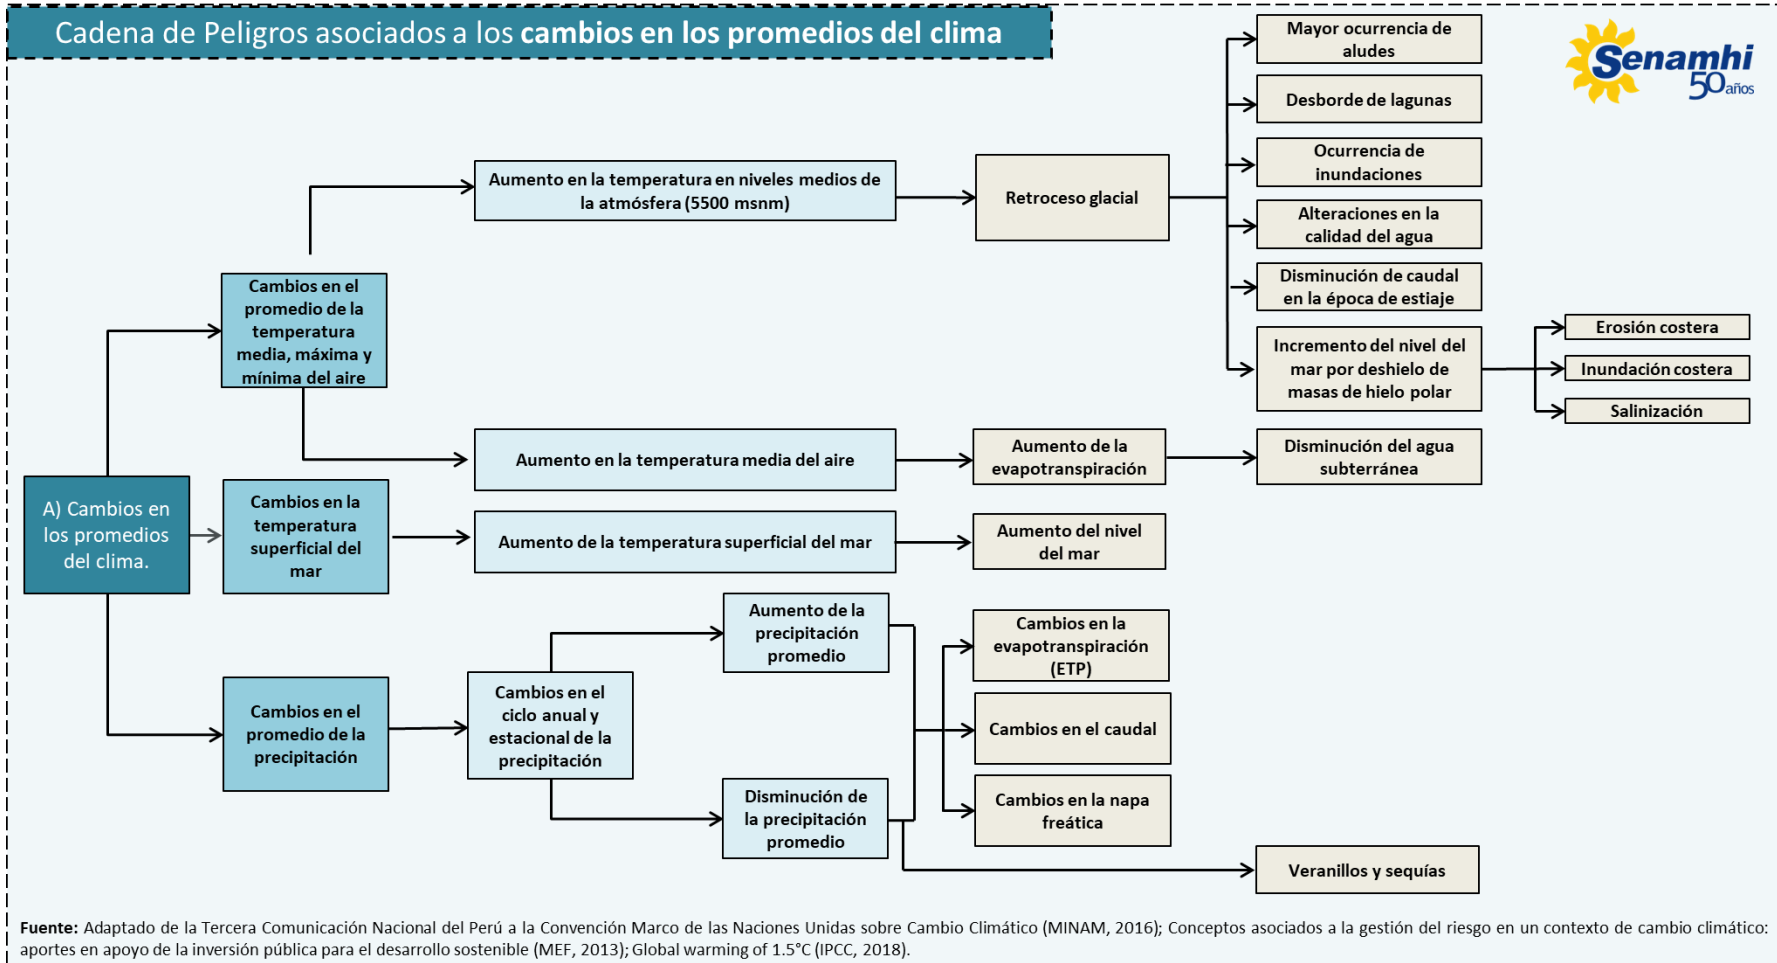 Cadena de Peligros asociados a los cambios en los promedios del clima
Senamhi
50 años
Mayor ocurrencia de
aludes
Desborde de lagunas
Ocurrencia de
inundaciones
Alteraciones en la
calidad del agua
Disminución de caudal
en la época de estiaje
Incremento del nivel del
mar por deshielo de
masas de hielo polar
Erosión costera
Inundación costera
Salinización
Aumento en la temperatura en niveles medios de
la atmósfera (5500 msnm)
Retroceso glacial
Cambios en el
promedio de la
temperatura
media, máxima y
mínima del aire
Aumento en la temperatura media del aire
Aumento de la
evapotranspiración
Disminución del agua
subterránea
A) Cambios en
los promedios
del clima.
Cambios en la
temperatura
superficial del
mar
Aumento de la temperatura superficial del mar
Aumento del nivel
del mar
Cambios en el
promedio de la
precipitación
Cambios en el
ciclo anual y
estacional de la
precipitación
Aumento de la
precipitación
promedio
Disminución de
la precipitación
promedio
Cambios en la
evapotranspiración
(ETP)
Cambios en el caudal
Cambios en la napa
freática
Veranillos y sequías
Fuente: Adaptado de la Tercera Comunicación Nacional del Perú a la Convención Marco de las Naciones Unidas sobre Cambio Climático (MINAM, 2016); Conceptos asociados a la gestión del riesgo en un contexto de cambio climático:
aportes en apoyo de la inversión pública para el desarrollo sostenible (MEF, 2013); Global warming of 1.5°C (IPCC, 2018).